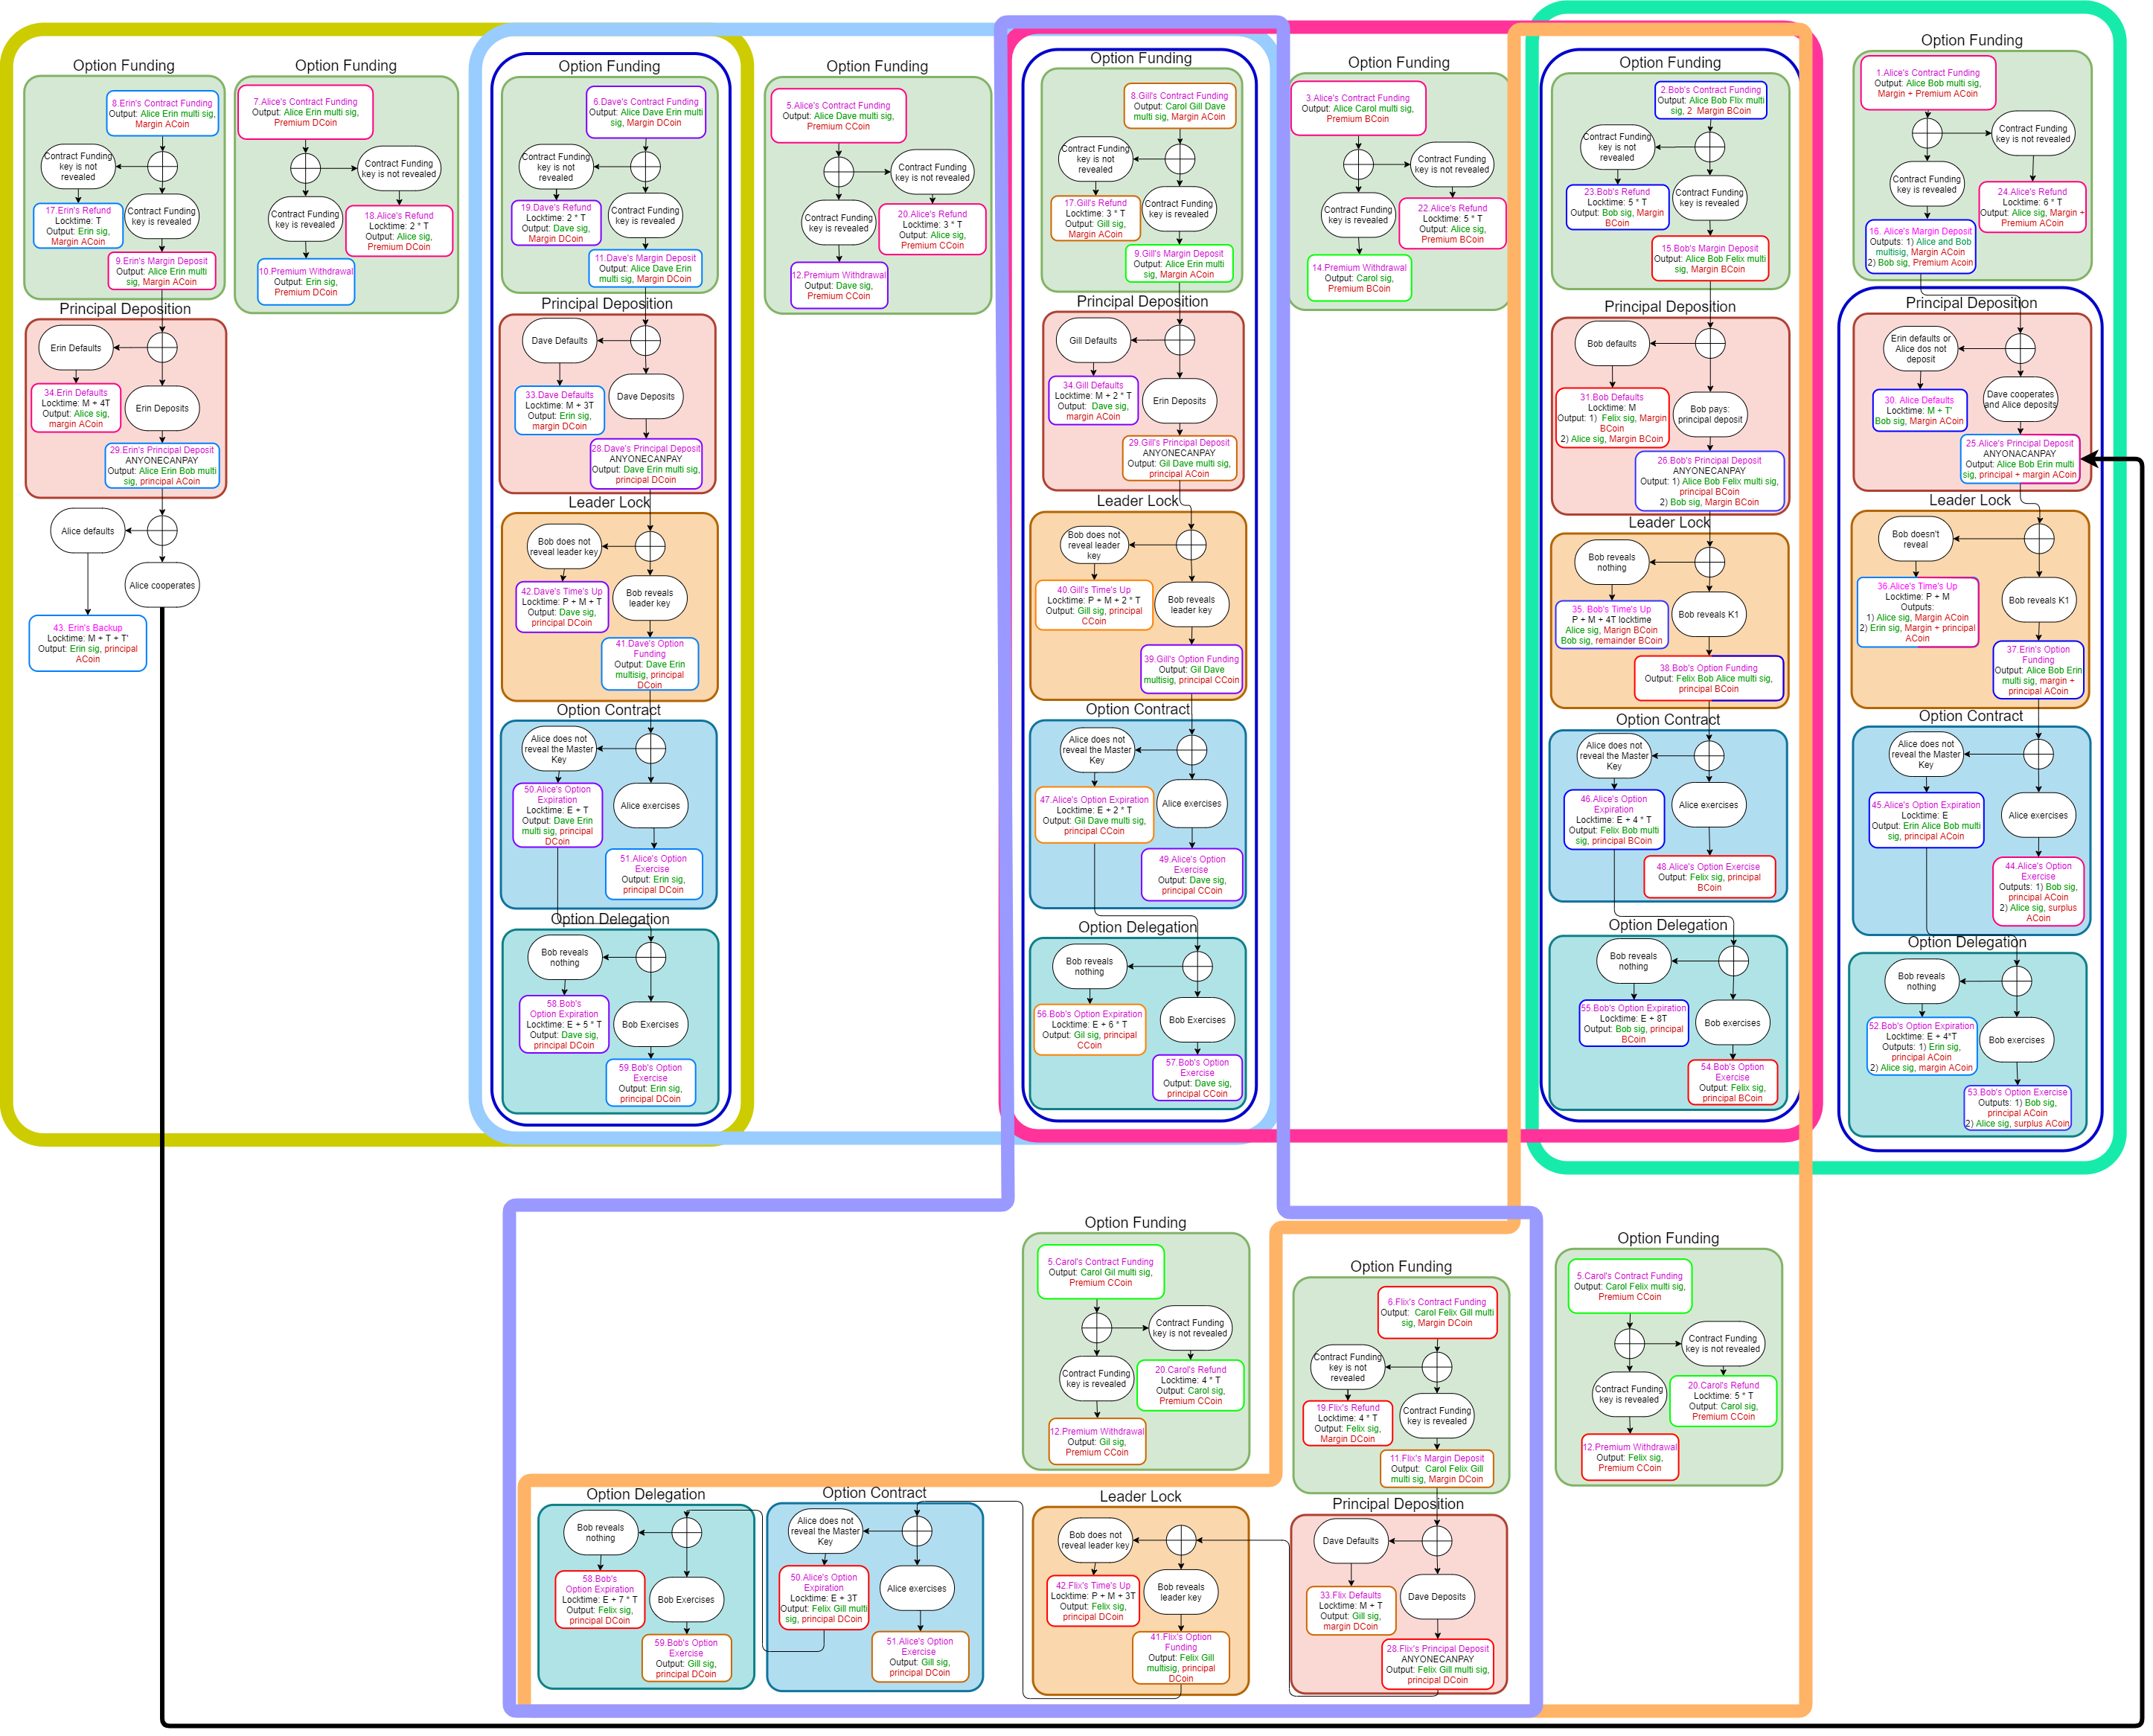 Option Funding
8.Erin's Contract Funding
Output: Alice Erin multi sig,
Margin ACoin
Contract Funding
key is not
revealed
Contract Funding
key is revealed
17.Erin's Refund
Locktime: T
Output: Erin sig,
Margin ACoin
9.Erin's Margin Deposit
Output: Alice Erin multi
sig, Margin ACoin
Principal Deposition
Erin Defaults
34.Erin Defaults
Locktime: M + 4T
Output: Alice sig,
margin ACoin
Erin Deposits
29.Erin's Principal Deposit
ANYONECANPAY
Output: Alice Erin Bob multi
sig, principal ACoin
Alice defaults
Alice cooperates
43. Erin's Backup
Locktime: M + T + T'
Output: Erin sig, principal
ACoin
Option Funding
7.Alice's Contract Funding
Output: Alice Erin multi sig,
Premium DCoin
Contract Funding
key is not revealed
Contract Funding
key is revealed
18.Alice's Refund
Locktime: 2 * T
Output: Alice sig,
Premium DCoin
10.Premium Withdrawal
Output: Erin sig,
Premium DCoin
Option Funding
6.Dave's Contract Funding
Output: Alice Dave Erin multi
sig, Margin DCoin
Contract Funding
key is not
revealed
Contract Funding
key is revealed
19.Dave's Refund
Locktime: 2 * T
Output: Dave sig,
Margin DCoin
11.Dave's Margin Deposit
Output: Alice Dave Erin
multi sig, Margin DCoin
Principal Deposition
Dave Defaults
33.Dave Defaults
Locktime: M + 3T
Output: Erin sig,
margin DCoin
Dave Deposits
28.Dave's Principal Deposit
ANYONECANPAY
Output: Dave Erin multi sig,
principal DCoin
Leader Lock
Bob does not
reveal leader key
42.Dave's Time's Up
Locktime: P + M + T
Output: Dave sig,
principal DCoin
Bob reveals
leader key
41.Dave's Option
Funding
Output: Dave Erin
multisig, principal
DCoin
Option Contract
Alice does not
reveal the Master
Key
50.Alice's Option
Expiration
Locktime: E + T
Output: Dave Erin
multi sig, principal
DCoin
Alice exercises
51.Alice's Option
Exercise
Output: Erin sig,
principal DCoin
Option Delegation
Bob reveals
nothing
58.Bob's
Option Expiration
Locktime: E + 5 * T
Output: Dave sig,
principal DCoin
Bob Exercises
59.Bob's Option
Exercise
Output: Erin sig,
principal DCoin
Option Funding
5.Alice's Contract Funding
Output: Alice Dave multi sig,
Premium CCoin
Contract Funding
key is not revealed
Contract Funding
key is revealed
20.Alice's Refund
Locktime: 3 * T
Output: Alice sig,
Premium CCoin
12.Premium Withdrawal
Output: Dave sig,
Premium CCoin
Option Funding
8.Gill's Contract Funding
Output: Carol Gill Dave
multi sig, Margin ACoin
Contract Funding
key is not
revealed
Contract Funding
key is revealed
17.Gill's Refund
Locktime: 3 * T
Output: Gill sig,
Margin ACoin
9.Gill's Margin Deposit
Output: Alice Erin multi
sig, Margin ACoin
Principal Deposition
Gill Defaults
34.Gill Defaults
Locktime: M + 2 * T
Output: Dave sig,
margin ACoin
Erin Deposits
29.Gill's Principal Deposit
ANYONECANPAY
Output: Gil Dave multi sig,
principal ACoin
Leader Lock
Bob does not
reveal leader
key
40.Gill's Time's Up
Locktime: P + M + 2 * T
Output: Gill sig, principal
CCoin
Bob reveals
leader key
39.Gill's Option Funding
Output: Gil Dave
multisig, principal CCoin
Option Contract
Alice does not
reveal the Master
Key
47.Alice's Option Expiration
Locktime: E + 2 * T
Output: Gil Dave multi sig,
principal CCoin
Alice exercises
49.Alice's Option
Exercise
Output: Dave sig,
principal CCoin
Option Delegation
Bob reveals
nothing
56.Bob's Option Expiration
Locktime: E + 6 * T
Output: Gil sig, principal
CCoin
Bob Exercises
57.Bob's Option
Exercise
Output: Dave sig,
principal CCoin
Option Funding
3.Alice's Contract Funding
Output: Alice Carol multi sig,
Premium BCoin
Contract Funding
key is not revealed
Contract Funding
key is revealed
22.Alice's Refund
Locktime: 5 * T
Output: Alice sig,
Premium BCoin
14.Premium Withdrawal
Output: Carol sig,
Premium BCoin
Option Funding
2.Bob's Contract Funding
Output: Alice Bob Flix multi
sig, 2 Margin BCoin
Contract Funding
key is not
revealed
Contract Funding
key is revealed
23.Bob's Refund
Locktime: 5 * T
Output: Bob sig, Margin
BCoin
15.Bob's Margin Deposit
Output: Alice Bob Felix multi
sig, Margin BCoin
Principal Deposition
Bob defaults
31.Bob Defaults
Locktime: M
Output: 1) Felix sig, Margin
BCoin
2) Alice sig, Margin BCoin
Bob pays:
principal deposit
26.Bob's Principal Deposit
ANYONECANPAY
Output: 1) Alice Bob Felix multi sig,
principal BCoin
2) Bob sig, Margin BCoin
Leader Lock
Bob reveals
nothing
35. Bob's Time's Up
P + M + 4T locktime
Alice sig, Marign BCoin
Bob sig, remainder BCoin
Bob reveals K1
38.Bob's Option Funding
Output: Felix Bob Alice multi sig,
principal BCoin
Option Contract
Alice does not
reveal the Master
Key
46.Alice's Option
Expiration
Locktime: E + 4 * T
Output: Felix Bob multi
sig, principal BCoin
Alice exercises
48.Alice's Option Exercise
Output: Felix sig, principal
BCoin
Option Delegation
Bob reveals
nothing
55.Bob's Option Expiration
Locktime: E + 8T
Output: Bob sig, principal
BCoin
Bob exercises
54.Bob's Option
Exercise
Output: Felix sig,
principal BCoin
Option Funding
1.Alice's Contract Funding
Output: Alice Bob multi sig,
Margin + Premium ACoin
Contract Funding
key is not revealed
Contract Funding
key is revealed
24.Alice's Refund
Locktime: 6 * T
Output: Alice sig, Margin +
Premium ACoin
16. Alice's Margin Deposit
Outputs: 1) Alice and Bob
multisig, Margin ACoin
2) Bob sig, Premium Acoin
Principal Deposition
Erin defaults or
Alice dos not
deposit
30. Alice Defaults
Locktime: M + T'
Bob sig, Margin ACoin
Dave cooperates
and Alice deposits
25.Alice's Principal Deposit
ANYONACANPAY
Output: Alice Bob Erin multi
sig, principal + margin ACoin
Leader Lock
Bob doesn't
reveal
36.Alice's Time's Up
Locktime: P + M
Outputs:
1) Alice sig, Margin ACoin
2) Erin sig, Margin + principal
ACoin
Bob reveals K1
37.Erin's Option
Funding
Output: Alice Bob Erin
multi sig, margin +
principal ACoin
Option Contract
Alice does not
reveal the Master
Key
45.Alice's Option Expiration
Locktime: E
Output: Erin Alice Bob multi
sig, principal ACoin
Alice exercises
44.Alice's Option
Exercise
Outputs: 1) Bob sig,
principal ACoin
2) Alice sig, surplus
ACoin
Option Delegation
Bob reveals
nothing
52.Bob's Option Expiration
Locktime: E + 4*T
Outputs: 1) Erin sig,
principal ACoin
2) Alice sig, margin ACoin
Bob exercises
53.Bob's Option Exercise
Outputs: 1) Bob sig,
principal ACoin
2) Alice sig, surplus ACoin
Option Funding
5.Carol's Contract Funding
Output: Carol Gil multi sig,
Premium CCoin
Contract Funding
key is not revealed
Contract Funding
key is revealed
20.Carol's Refund
Locktime: 4 * T
Output: Carol sig,
Premium CCoin
12.Premium Withdrawal
Output: Gil sig,
Premium CCoin
Option Funding
6.Flix's Contract Funding
Output: Carol Felix Gill multi
sig, Margin DCoin
Contract Funding
key is not
revealed
Contract Funding
key is revealed
19.Flix's Refund
Locktime: 4 * T
Output: Felix sig,
Margin DCoin
11.Flix's Margin Deposit
Output: Carol Felix Gill
multi sig, Margin DCoin
Option Funding
5.Carol's Contract Funding
Output: Carol Felix multi sig,
Premium CCoin
Contract Funding
key is not revealed
Contract Funding
key is revealed
20.Carol's Refund
Locktime: 5 * T
Output: Carol sig,
Premium CCoin
12.Premium Withdrawal
Output: Felix sig,
Premium CCoin
Option Delegation
Bob reveals
nothing
58.Bob's
Option Expiration
Locktime: E + 7 * T
Output: Felix sig,
principal DCoin
Bob Exercises
59.Bob's Option
Exercise
Output: Gill sig,
principal DCoin
Option Contract
Alice does not
reveal the Master
Key
50.Alice's Option
Expiration
Locktime: E + 3T
Output: Felix Gill multi
sig, principal DCoin
Alice exercises
51.Alice's Option
Exercise
Output: Gill sig,
principal DCoin
Leader Lock
Bob does not
reveal leader key
42.Flix's Time's Up
Locktime: P + M + 3T
Output: Felix sig,
principal DCoin
Bob reveals
leader key
41.Flix's Option
Funding
Output: Felix Gill
multisig, principal
DCoin
Principal Deposition
Dave Defaults
33.Flix Defaults
Locktime: M + T
Output: Gill sig,
margin DCoin
Dave Deposits
28.Flix's Principal Deposit
ANYONECANPAY
Output: Felix Gill multi sig,
principal DCoin